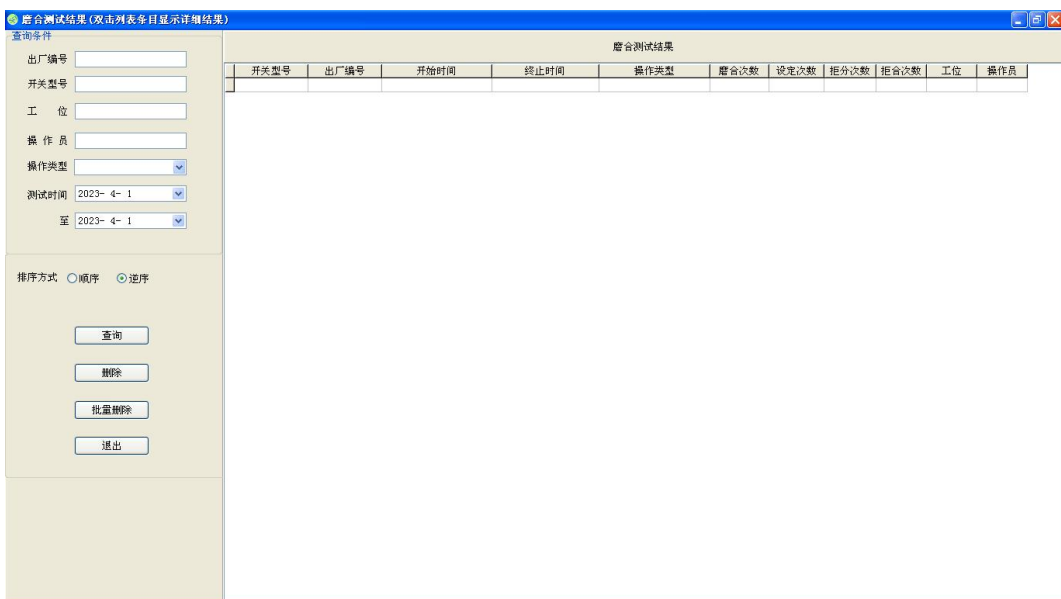 磨合测试结果(双击列表条目显示详细结果)
查询条件
出厂编号
开关型号
工 位
操 作 员
操作类型
测试时间 2023- 4- 1
至 2023- 4- 1
排序方式 顺序 逆序
查询
删除
批量删除
退出
磨合测试结果
开关型号 出厂编号 开始时间 终止时间 操作类型 磨合次数 设定次数 拒分次数 拒合次数 工位 操作员